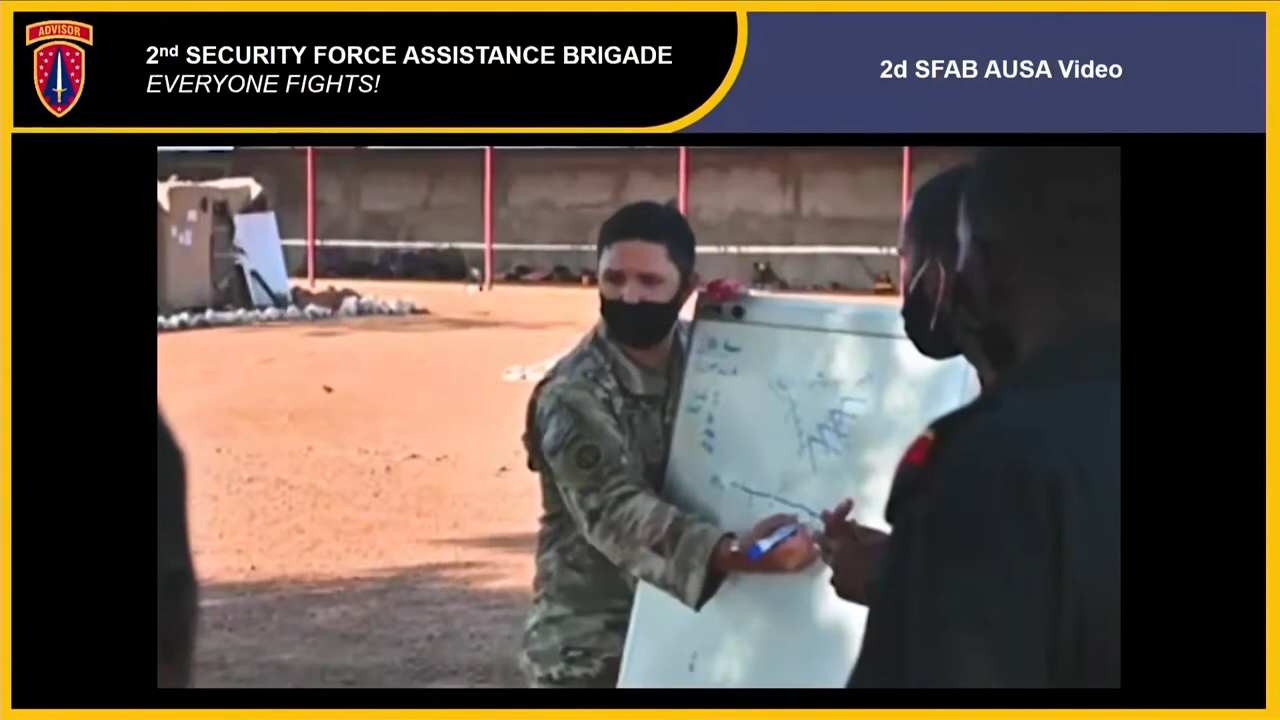 ADVISOR
2nd SECURITY FORCE ASSISTANCE BRIGADE
EVERYONE FIGHTS!
2d SFAB AUSA Video